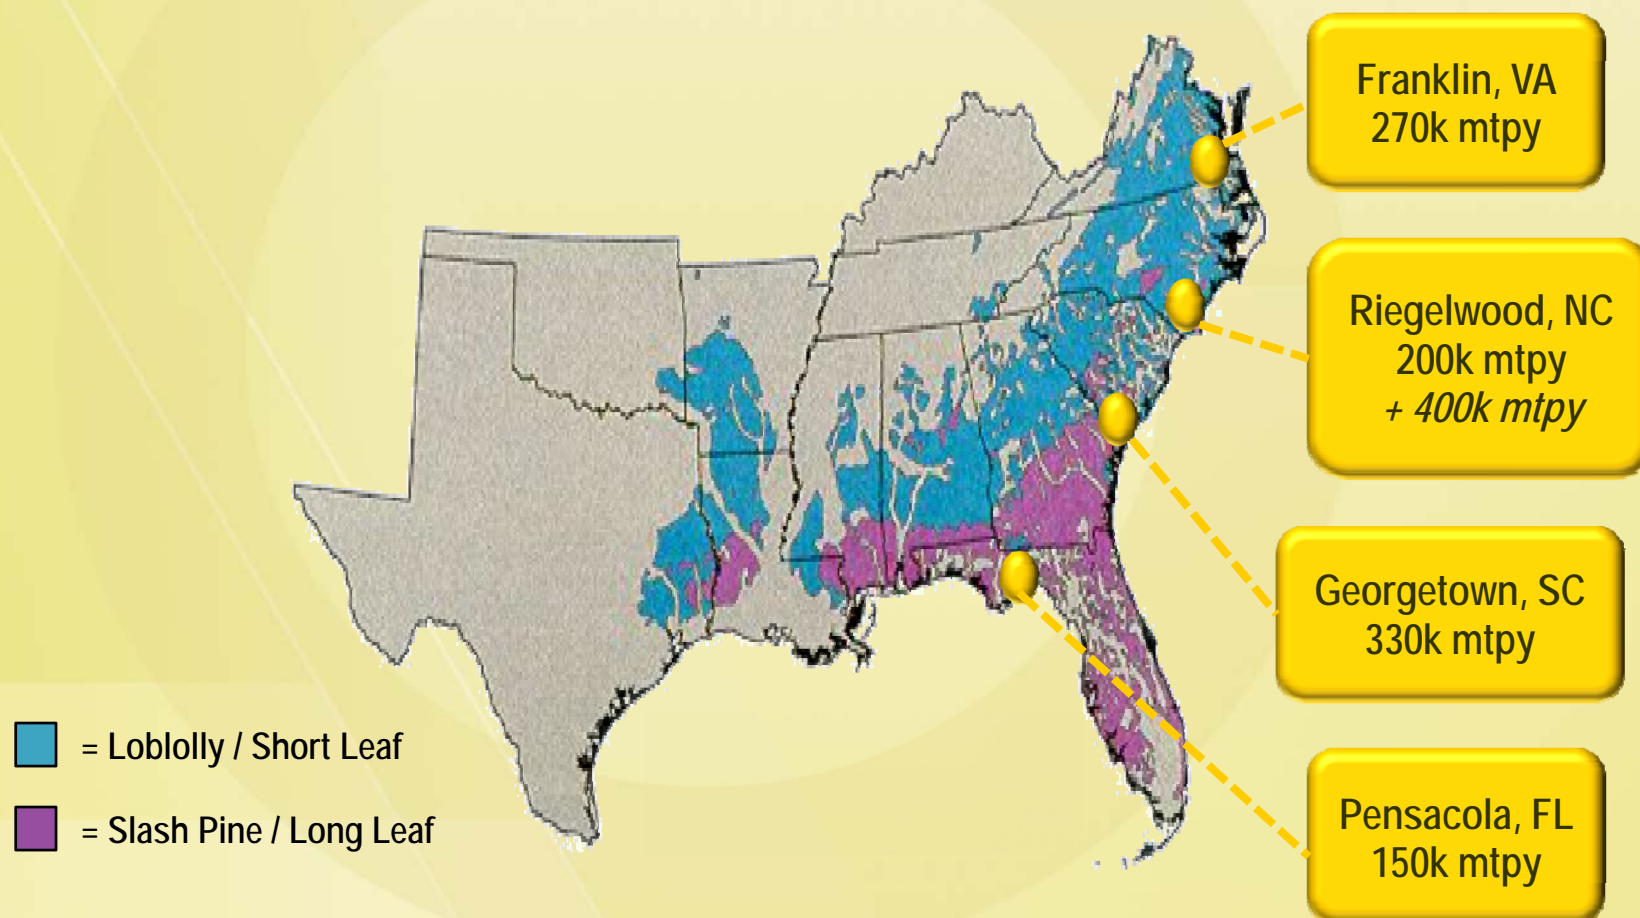 Franklin, VA
270k mtpy
Riegelwood, NC
200k mtpy
+ 400k mtpy
Georgetown, SC
330k mtpy
Pensacola, FL
150k mtpy
= Loblolly / Short Leaf
= Slash Pine / Long Leaf